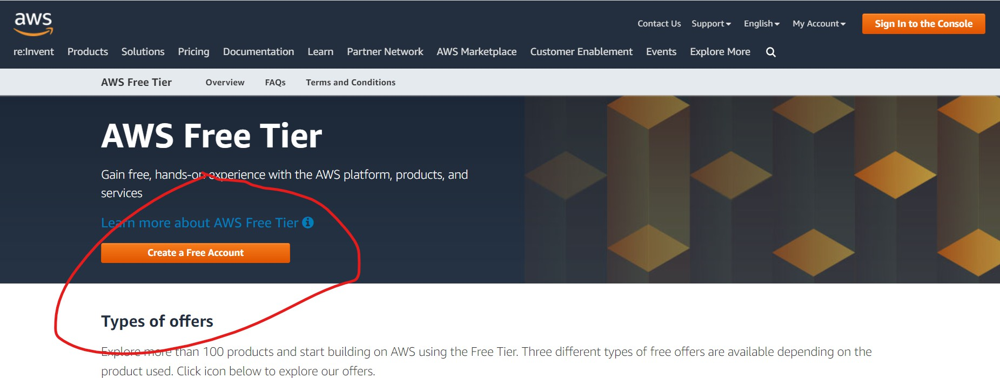 aws
Contact Us Support English My Account Sign In to the Console
re:Invent Products Solutions Pricing Documentation Learn Partner Network AWS Marketplace Customer Enablement Events Explore More
AWS Free Tier Overview FAQs Terms and Conditions
AWS Free Tier
Gain free, hands-on experience with the AWS platform, products, and
services
Learn more about AWS Free Tier
Create a Free Account
Types of offers
Explore more than 100 products and start building on AWS using the Free Tier. Three different types of free offers are available depending on the
product used. Click icon below to explore our offers.